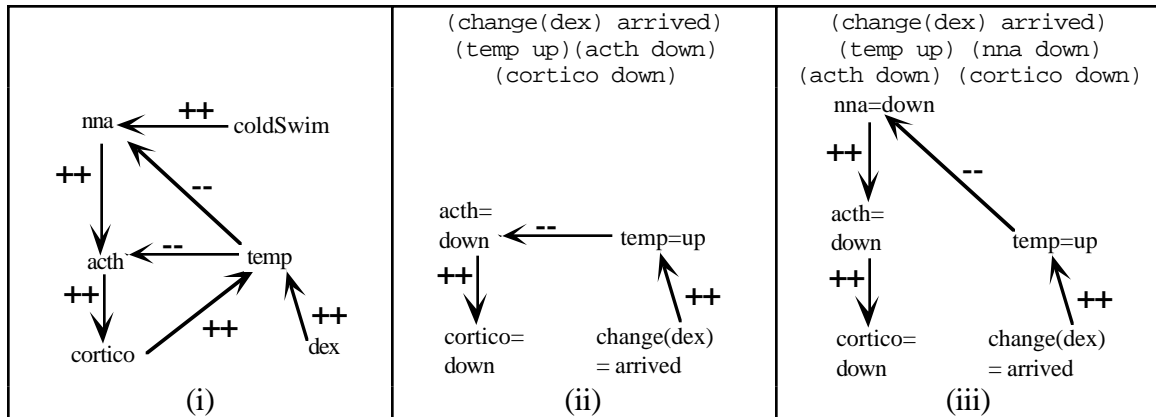 nna
++
coldSwim
++
--
acth
--
temp
++
++
++
cortico
dex
(i)
(change(dex) arrived)
(temp up)(acth down)
(cortico down)
acth=
down
--
temp=up
++
++
cortico=
down
change(dex)
= arrived
(ii)
(change(dex) arrived)
(temp up) (nna down)
(acth down) (cortico down)
nna=down
++
--
acth=
down
temp=up
++
++
cortico=
down
change(dex)
= arrived
(iii)